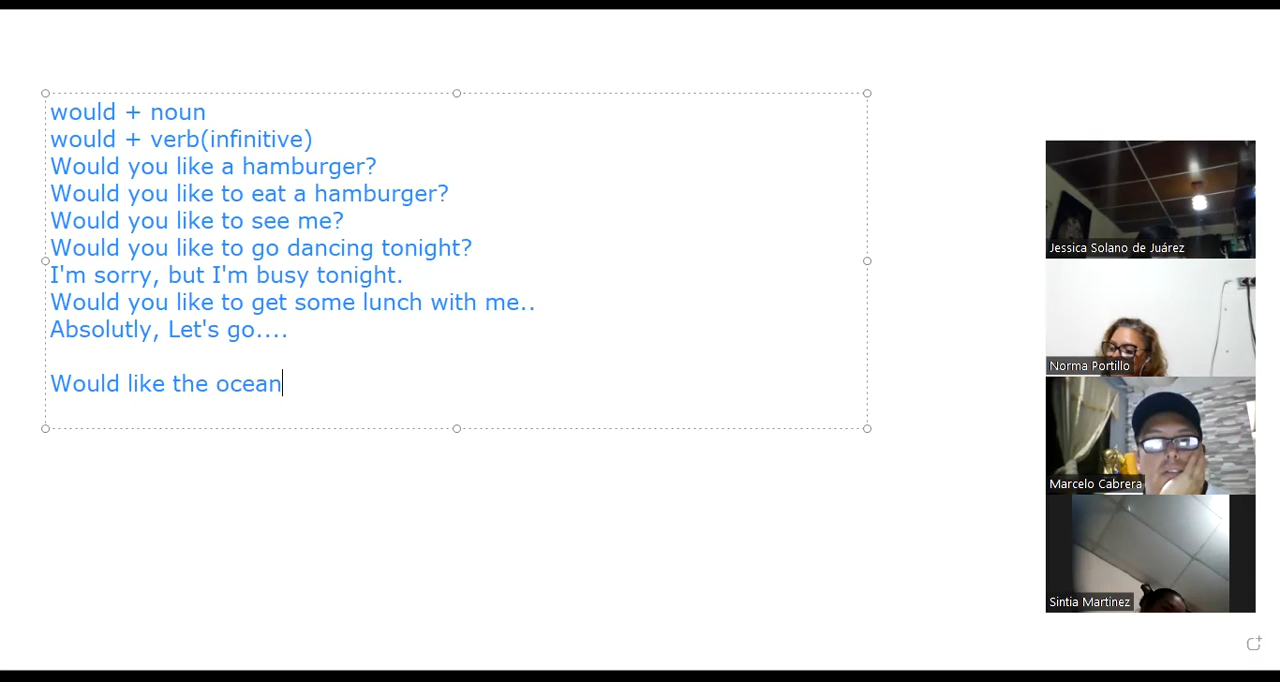 would + noun
would + verb(infinitive)
Would you like a hamburger?
Would you like to eat a hamburger?
Would you like to see me?
Would you like to go dancing tonight?
I'm sorry, but I'm busy tonight.
Would you like to get some lunch with me..
Absolutly, Let's go....
Would like the ocean
Jessica Solano de Juárez
Norma Portillo
Marcelo Cabrera
Sintia Martinez